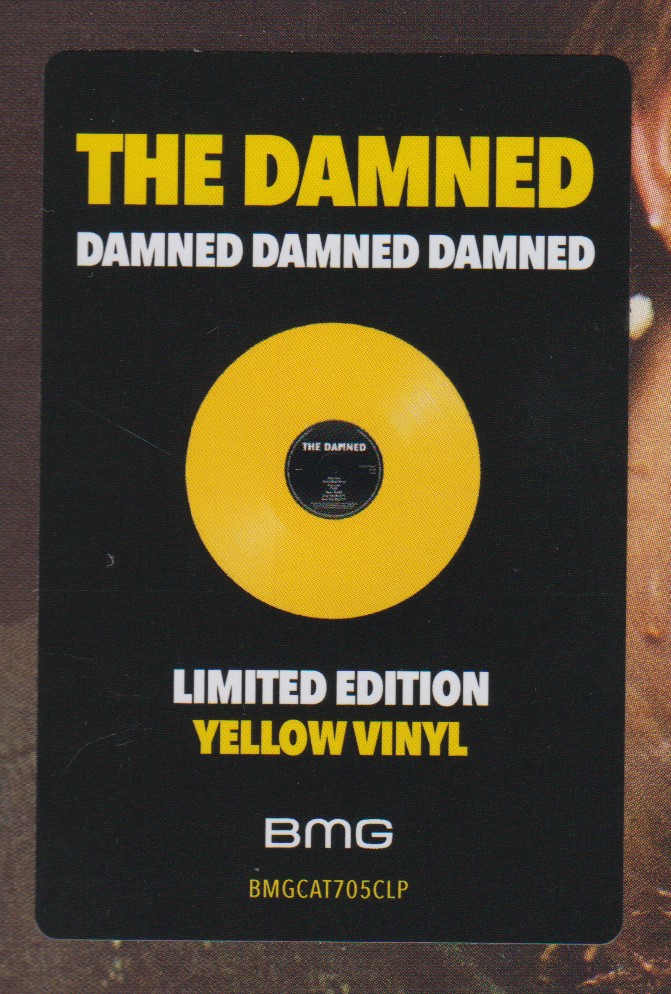 THE DAMNED
DAMNED DAMNED DAMNED
THE DAMNED
LIMITED EDITION
YELLOW VINYL
BMG
BMGCAT705CLP